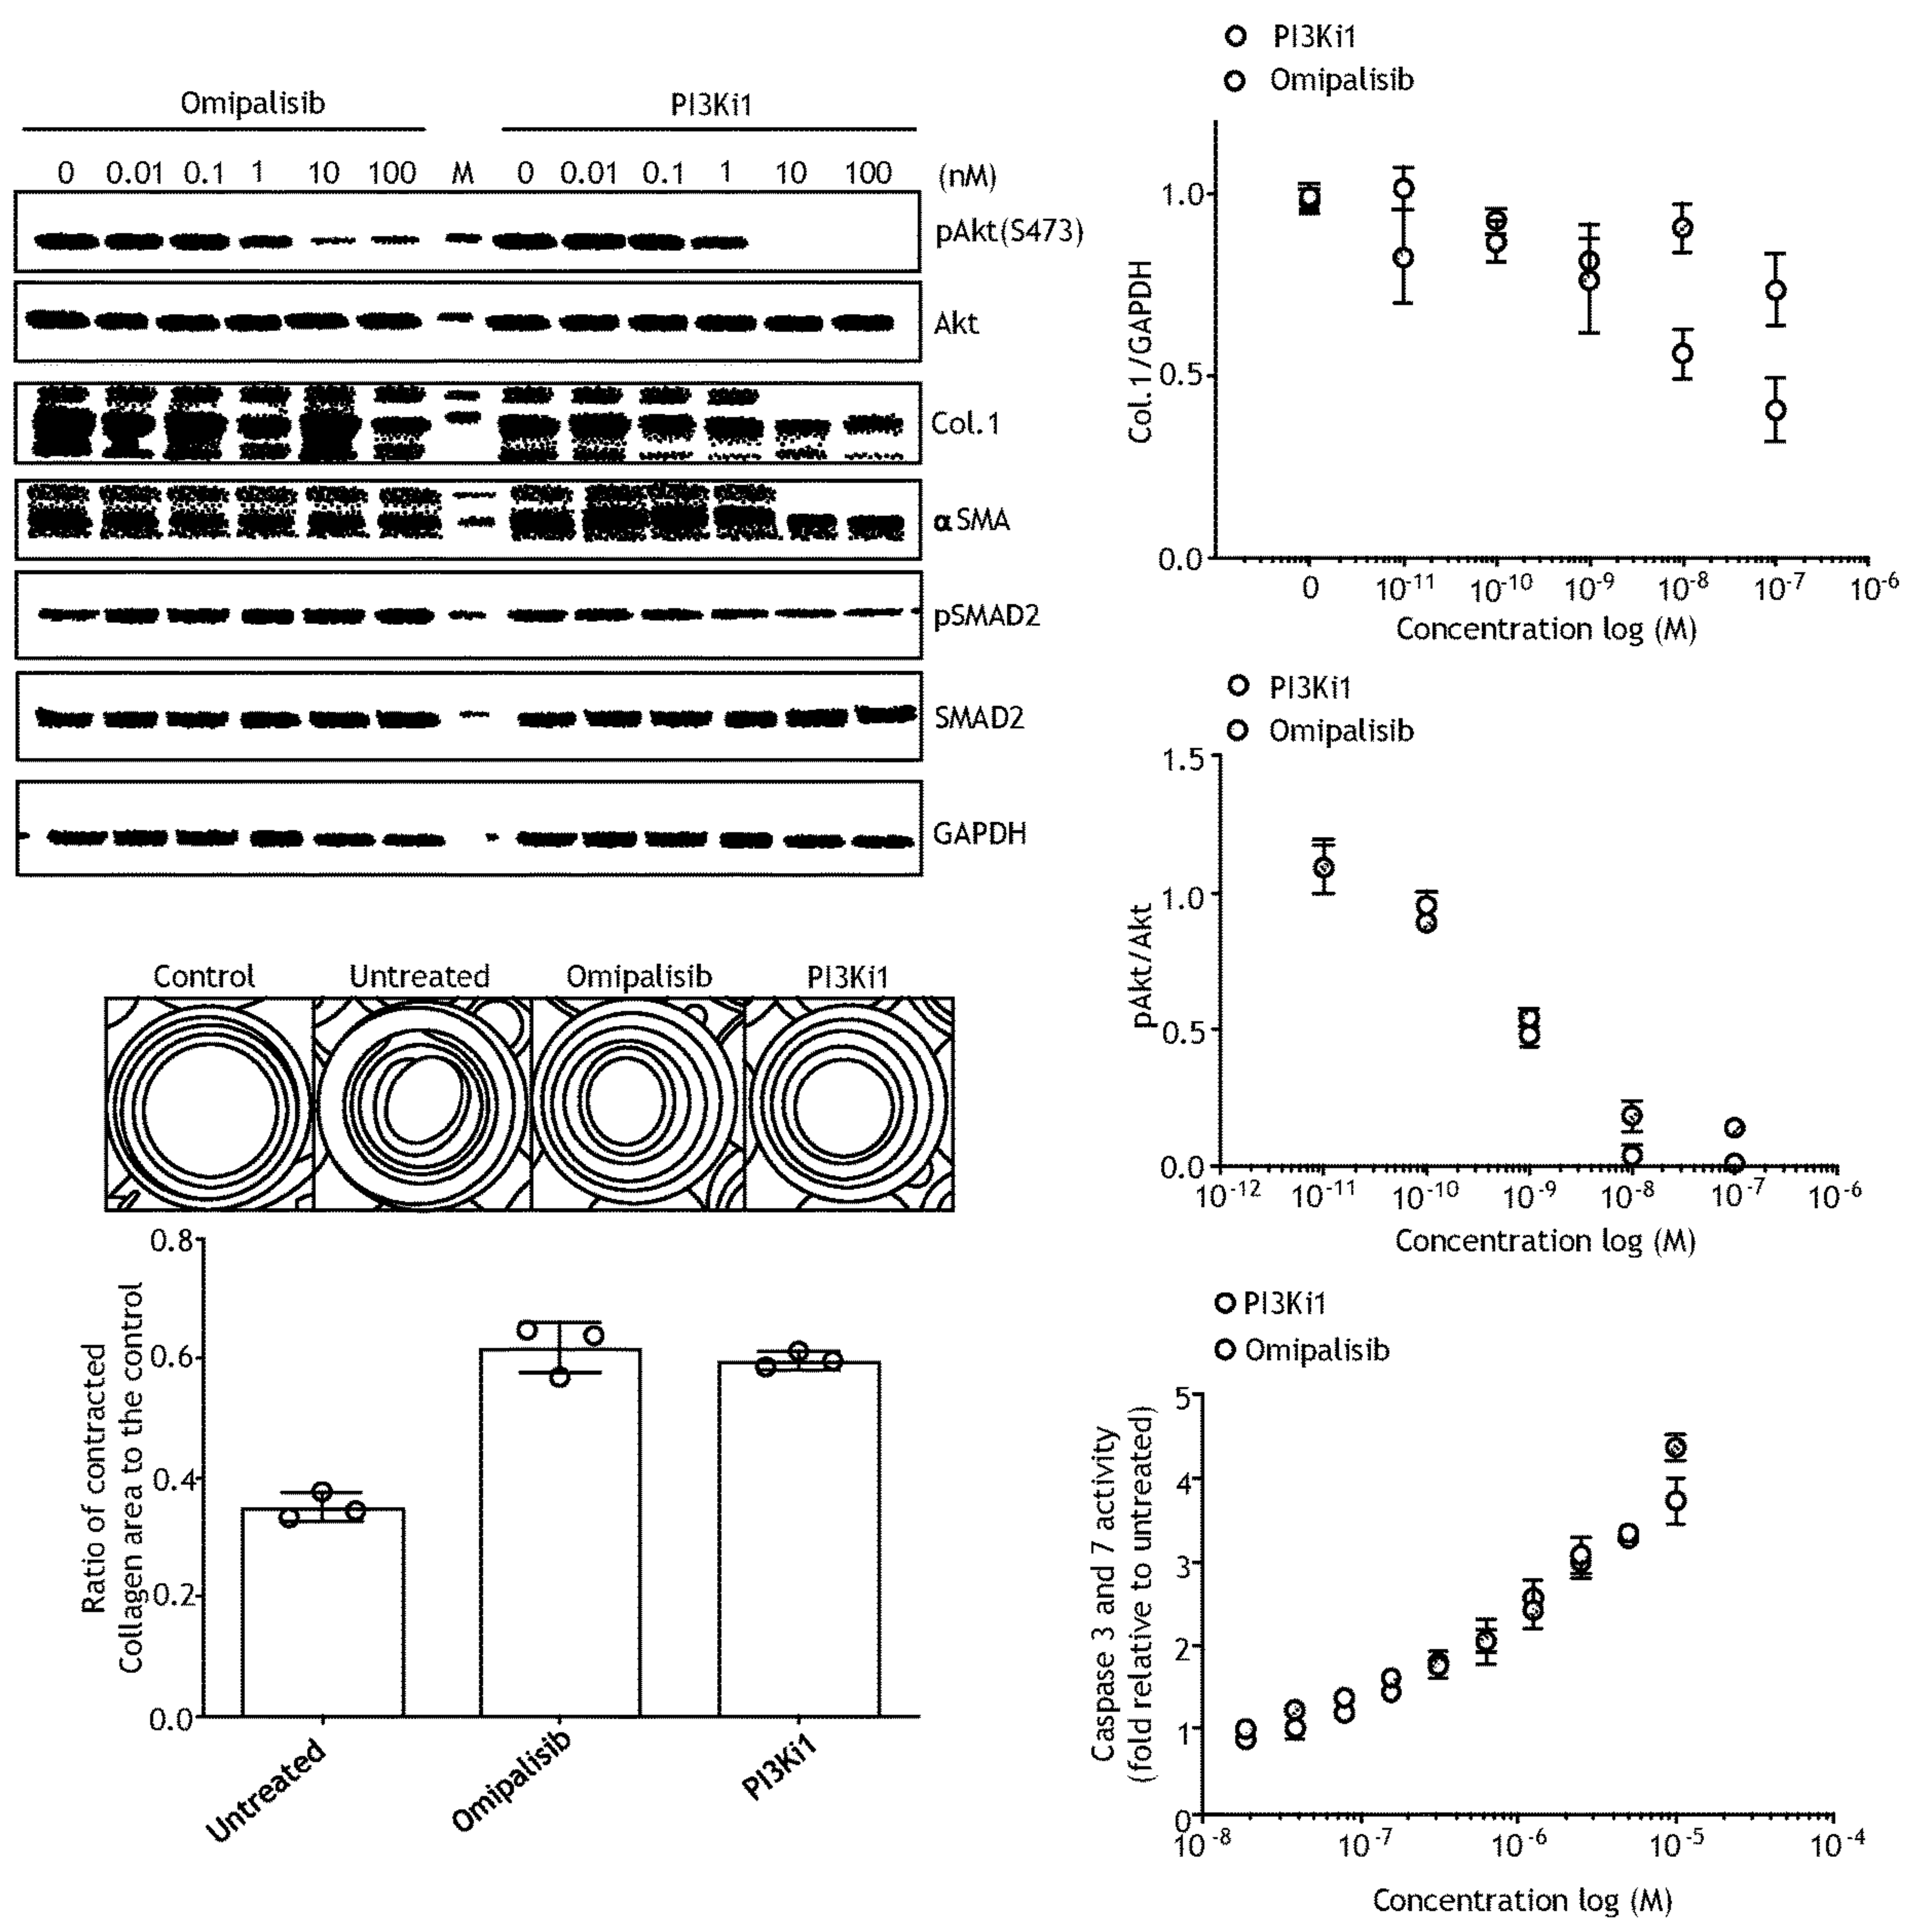 Omipalisib PI3Ki1
0 0.01 0.1 1 10 100 M 0 0.01 0.1 1 10 100 (nM)
pAkt(S473)
Akt
Col.1
αSMA
pSMAD2
SMAD2
GAPDH
PI3Ki1
Omipalisib
Col.1/GAPDH
1.0
0.5
0.0
0 10-11 10-10 10-9 10-8 10-7 10-6
Concentration log (M)
PI3Ki1
Omipalisib
pAkt/Akt
1.5
1.0
0.5
0.0
10-12 10-11 10-10 10-9 10-8 10-7 10-6
Concentration log (M)
Control Untreated Omipalisib PI3Ki1
Ratio of contracted
Collagen area to the control
0.8
0.6
0.4
0.2
0.0
Untreated
Omipalisib
PI3Ki1
PI3Ki1
Omipalisib
Caspase 3 and 7 activity
(fold relative to untreated)
5
4
3
2
1
0
10-8 10-7 10-6 10-5 10-4
Concentration log (M)